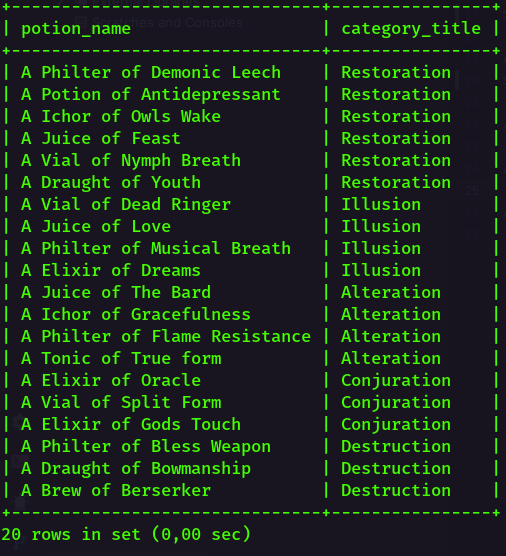 Scratches and Consoles
+--------------------------------+----------------+
| potion_name                    | category_title |
+--------------------------------+----------------+
| A Philter of Demonic Leech     | Restoration    |
| A Potion of Antidepressant     | Restoration    |
| A Ichor of Owls Wake           | Restoration    |
| A Juice of Feast               | Restoration    |
| A Vial of Nymph Breath         | Restoration    |
| A Draught of Youth             | Restoration    |
| A Vial of Dead Ringer          | Illusion       |
| A Juice of Love                | Illusion       |
| A Philter of Musical Breath    | Illusion       |
| A Elixir of Dreams             | Illusion       |
| A Juice of The Bard            | Alteration     |
| A Ichor of Gracefulness        | Alteration     |
| A Philter of Flame Resistance  | Alteration     |
| A Tonic of True form           | Alteration     |
| A Elixir of Oracle             | Conjuration    |
| A Vial of Split Form           | Conjuration    |
| A Elixir of Gods Touch         | Conjuration    |
| A Philter of Bless Weapon      | Destruction    |
| A Draught of Bowmanship        | Destruction    |
| A Brew of Berserker            | Destruction    |
+--------------------------------+----------------+
20 rows in set (0,00 sec)